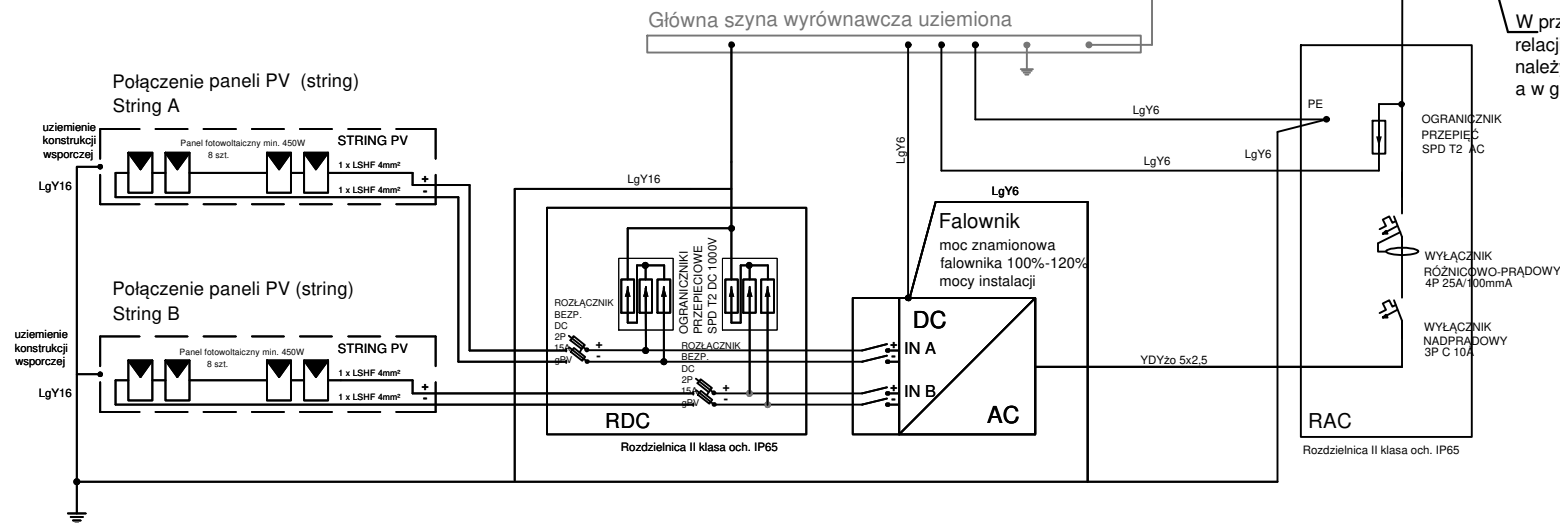 Główna szyna wyrównawcza uziemiona
W prz
relacj
należy
a w g
Połączenie paneli PV (string)
String A
uziemienie
konstrukcji
wsporczej
Panel fotowoltaiczny min. 450W
8 szt.
STRING PV
1 x LSHF 4mm²
1 x LSHF 4mm²
+
-
LgY16
LgY16
LgY6
LgY6
LgY6
LgY6
LgY6
PE
OGRANICZNIK
PRZEPIĘĆ
SPD T2 AC
Falownik
moc znamionowa
falownika 100%-120%
mocy instalacji
OGRANICZNIKI
PRZEPIECIOWE
SPD T2 DC 1000V
WYŁĄCZNIK
RÓŻNICOWO-PRĄDOWY
4P 25A/100mmA
WYŁĄCZNIK
NADPRĄDOWY
3P C 10A
Połączenie paneli PV (string)
String B
uziemienie
konstrukcji
wsporczej
Panel fotowoltaiczny min. 450W
8 szt.
STRING PV
1 x LSHF 4mm²
1 x LSHF 4mm²
+
-
LgY16
ROZŁĄCZNIK
BEZP.
DC
2P
15A
gPV
+
-
ROZŁACZNIK
BEZP.
DC
2P
15A
gPV
+
-
DC
+
IN A
-
+
IN B
-
AC
YDYżo 5x2,5
RDC
Rozdzielnica II klasa och. IP65
RAC
Rozdzielnica II klasa och. IP65